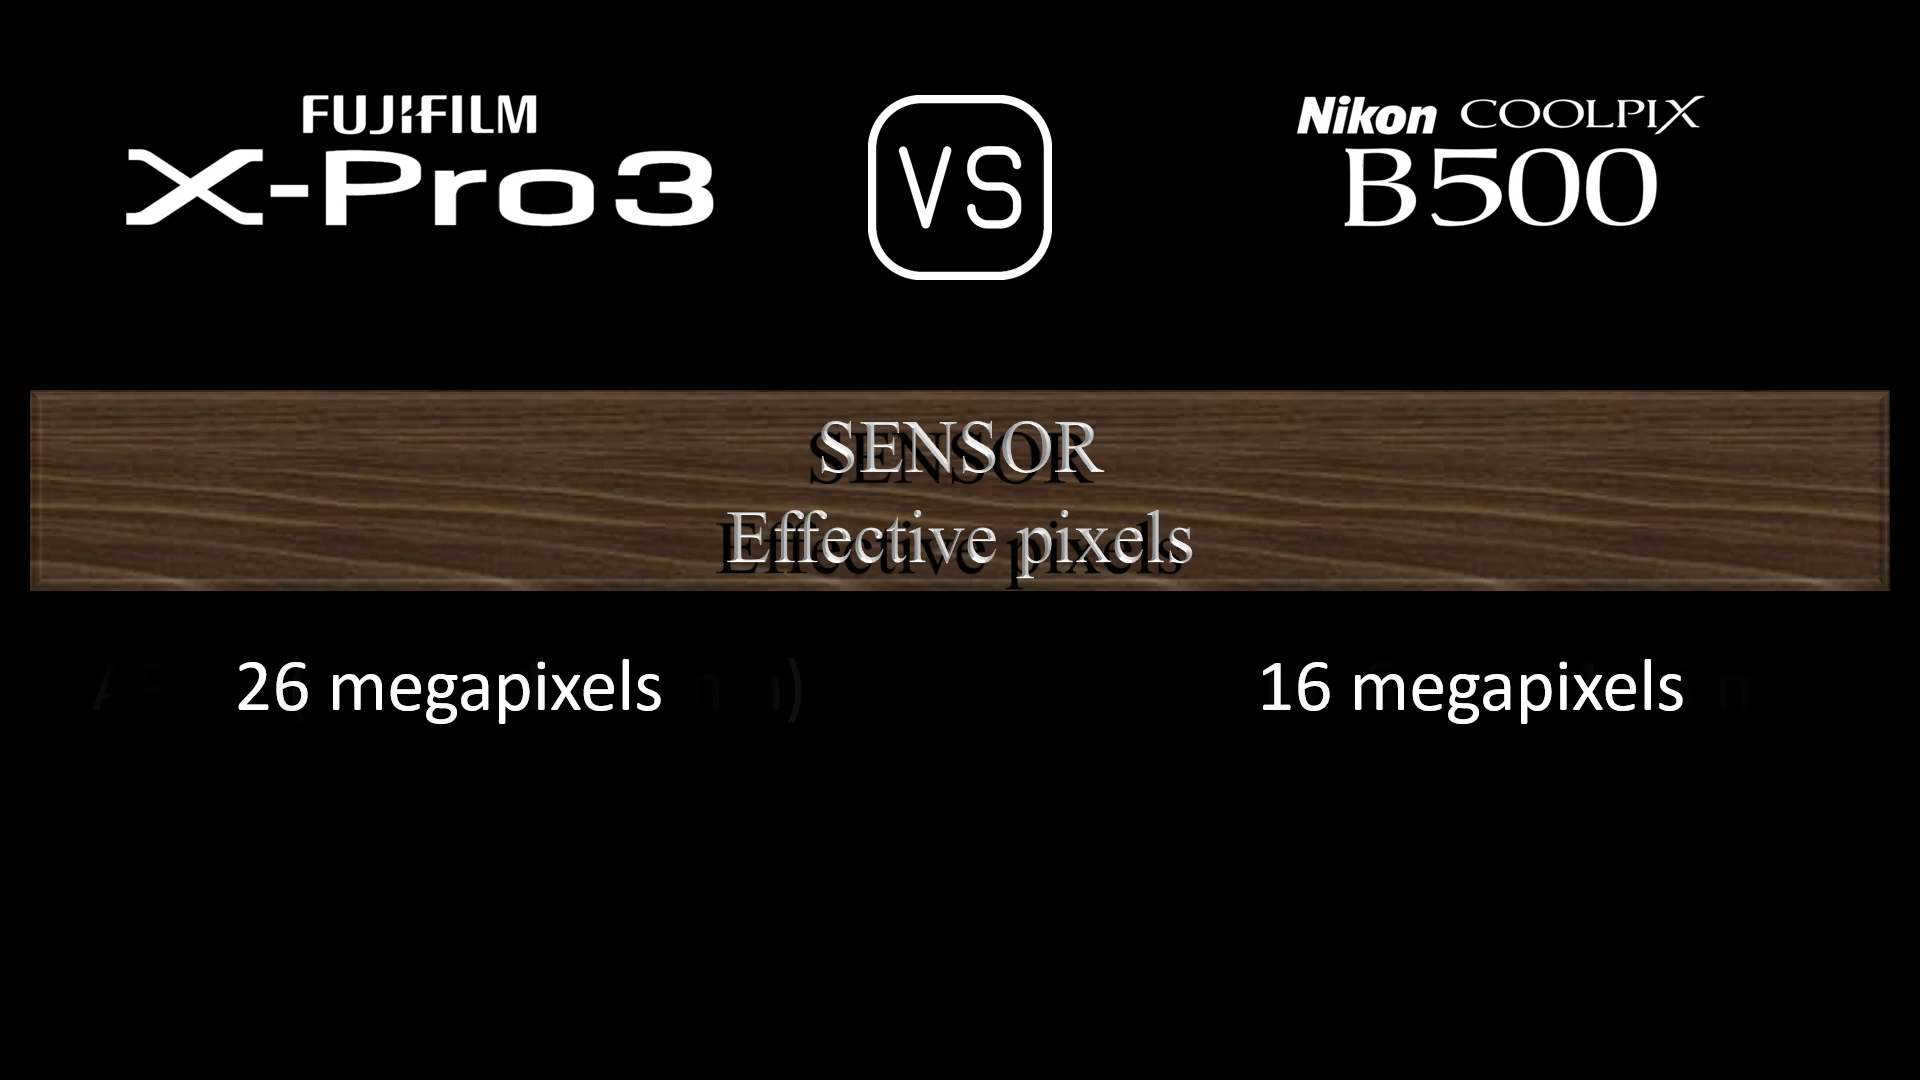 FUJIFILM
X-Pro3
VS
Nikon COOLPIX
B500
SENSOR
Effective pixels
26 megapixels
16 megapixels